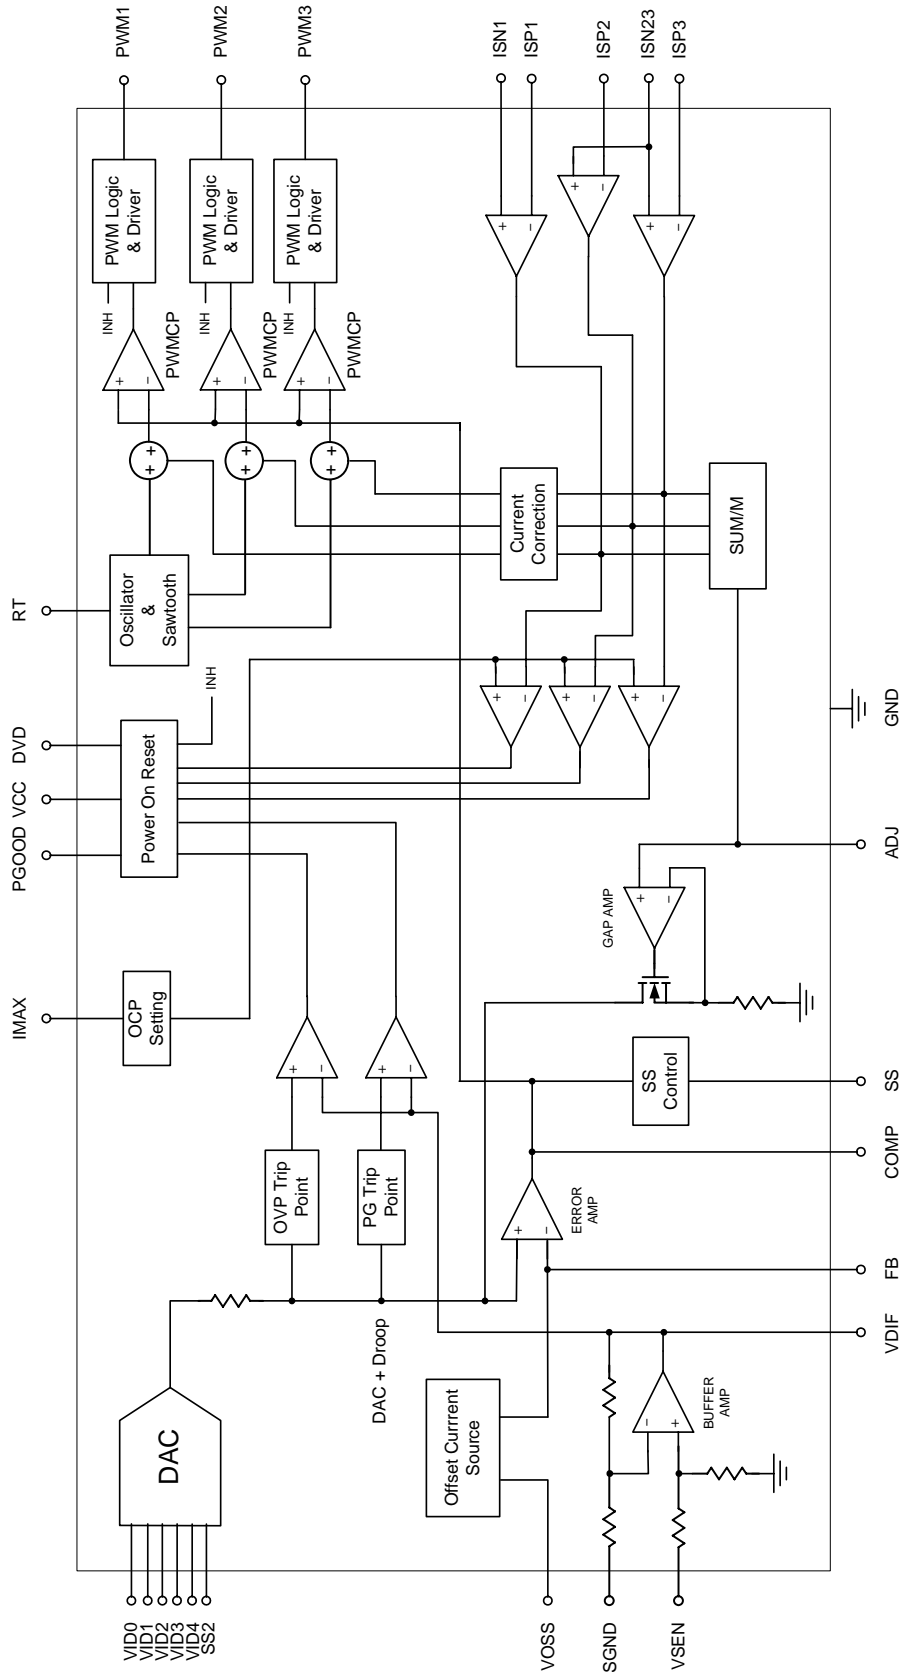 PGOOD
VCC
DVD
RT
IMAX
PWM1
PWM2
PWM3
ISN1
ISP1
ISP2
ISN23
ISP3
VID0
VID1
VID2
VID3
VID4
SS2
VOSS
SGND
VSEN
VDIF
FB
COMP
SS
ADJ
GND
DAC
OCP
Setting
Power On Reset
INH
Oscillator
&
Sawtooth
+
+
+
+
+
+
+
−
PWMCP
INH
PWM Logic
& Driver
+
−
PWMCP
INH
PWM Logic
& Driver
+
−
PWMCP
INH
PWM Logic
& Driver
OVP Trip
Point
+
−
PG Trip
Point
+
−
DAC + Droop
Offset Currrent
Source
+
−
ERROR
AMP
−
+
BUFFER
AMP
SS
Control
GAP AMP
+
−
+
−
+
−
+
−
Current
Correction
SUM/M
+
−
+
−
+
−